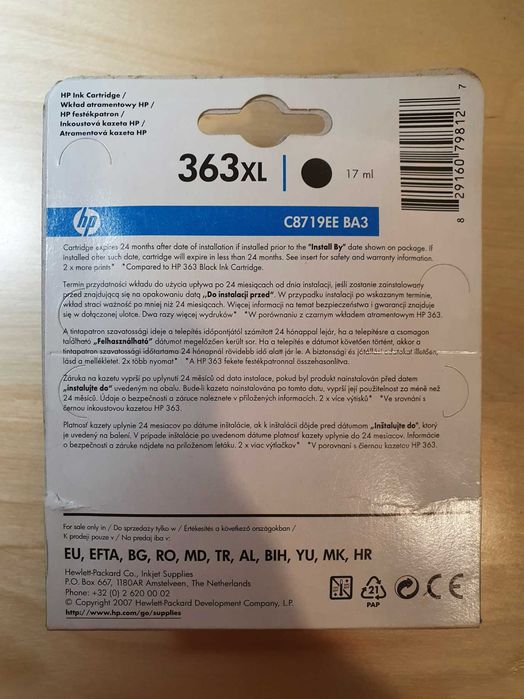 HP Ink Cartridge /
Wkład atramentowy HP /
HP festékpatron /
Inkoustová kazeta HP /
Atramentová kazeta HP
363XL
17 ml
8 29160 79812 7
hp
C8719EE BA3
Cartridge expires 24 months after date of installation if installed prior to the "Install By" date shown on package. If
installed after such date, cartridge will expire in less than 24 months. See insert for safety and warranty information.
2 x more prints* *Compared to HP 363 Black Ink Cartridge.
Termin przydatności wkładu do użycia upływa po 24 miesiącach od dnia instalacji, jeśli zostanie zainstalowany
przed znajdującą się na opakowaniu datą „Do instalacji przed". W przypadku instalacji po wskazanym terminie,
wkład straci ważność po mniej niż 24 miesiącach. Więcej informacji na temat bezpieczeństwa i gwarancji znajduje
się w dołączonej ulotce. Dwa razy więcej wydruków* *W porównaniu z czarnym wkładem atramentowym HP 363.
A tintapatron szavatossági ideje a telepítés időpontjától számított 24 hónappal lejár, ha a telepítésre a csomagon
található „Felhasználható" dátumot megelőzően került sor. Ha a telepítés e dátumot követően történt, akkor a
tintapatron szavatossági időtartama 24 hónapnál rövidebb idő alatt jár le. A biztonsági és jótállási adatokat illetően,
lásd a mellékletet. 2x több nyomat* *A HP 363 fekete festékpatronnal összehasonlítva.
Záruka na kazetu vyprší po uplynutí 24 měsíců od data instalace, pokud byl produkt nainstalován před datem
„instalujte do" uvedeným na obalu. Bude-li kazeta nainstalována po tomto datu, vyprší její použitelnost za méně než
24 měsíců. Údaje o bezpečnosti a záruce naleznete v přiložených informacích. 2 x více výtisků* *Ve srovnání s
černou inkoustovou kazetou HP 363.
Platnosť kazety uplynie 24 mesiacov po dátume inštalácie, ak k inštalácii dôjde pred dátumom „Inštalujte do", ktorý
je uvedený na balení. V prípade inštalácie po uvedenom dátume platnosť kazety uplynie do 24 mesiacov. Informácie
o bezpečnosti a záruke nájdete na priloženom letáku. 2 x viac výtlačkov* *V porovnaní s čiernou kazetou HP 363.
For sale only in / Do sprzedaży tylko w / Értékesítés a következő országokban /
K prodeji pouze v / Na predaj iba v:
EU, EFTA, BG, RO, MD, TR, AL, BIH, YU, MK, HR
Hewlett-Packard Co., Inkjet Supplies
P.O. Box 667, 1180AR Amstelveen, The Netherlands
Phone: +32 (0) 2 620 00 02
© Copyright 2007 Hewlett-Packard Development Company, L.P.
http://www.hp.com/go/supplies
21
PAP
CE